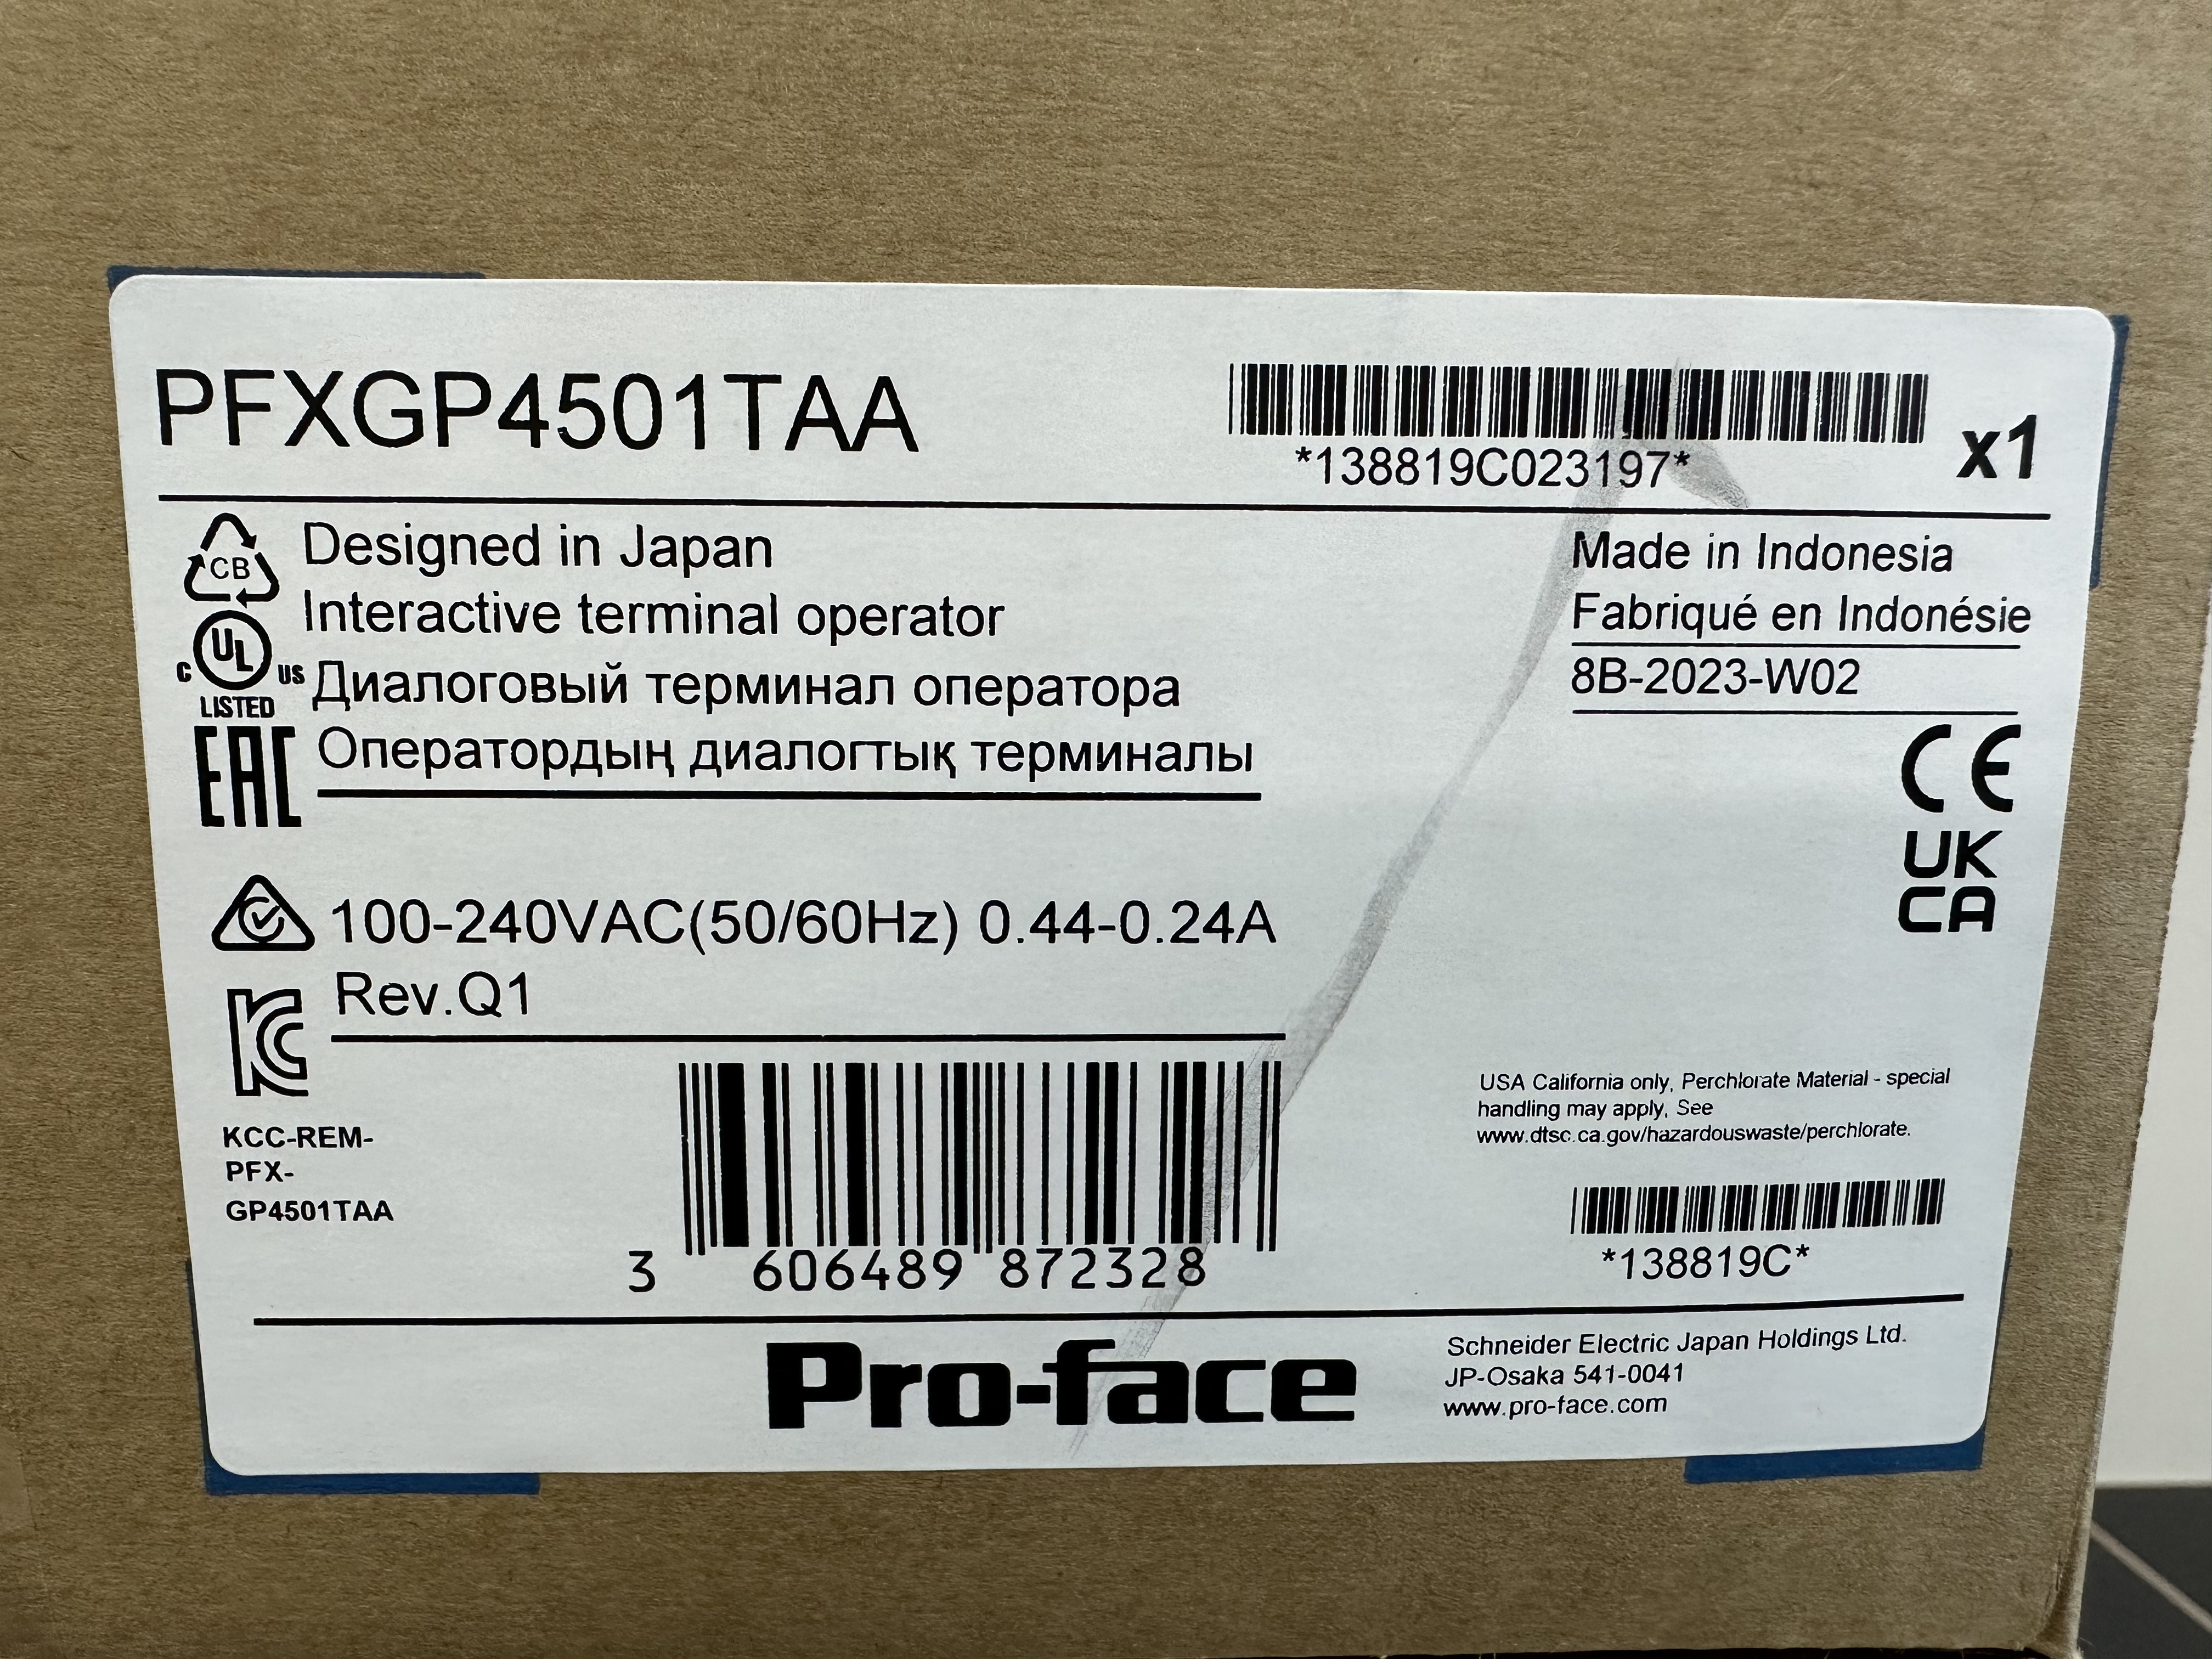 PFXGP4501TAA
*138819C023197*
x1
CB
Designed in Japan
Made in Indonesia
Interactive terminal operator
Fabriqué en Indonésie
C UL US
LISTED
Диалоговый терминал оператора
8B-2023-W02
EAC
Оператордың диалогтық терминалы
CE
UK
CA
100-240VAC(50/60Hz) 0.44-0.24A
Rev.Q1
KC
KCC-REM-
PFX-
GP4501TAA
USA California only, Perchlorate Material - special
handling may apply, See
www.dtsc.ca.gov/hazardouswaste/perchlorate.
3 606489 872328
*138819C*
Pro-face
Schneider Electric Japan Holdings Ltd.
JP-Osaka 541-0041
www.pro-face.com